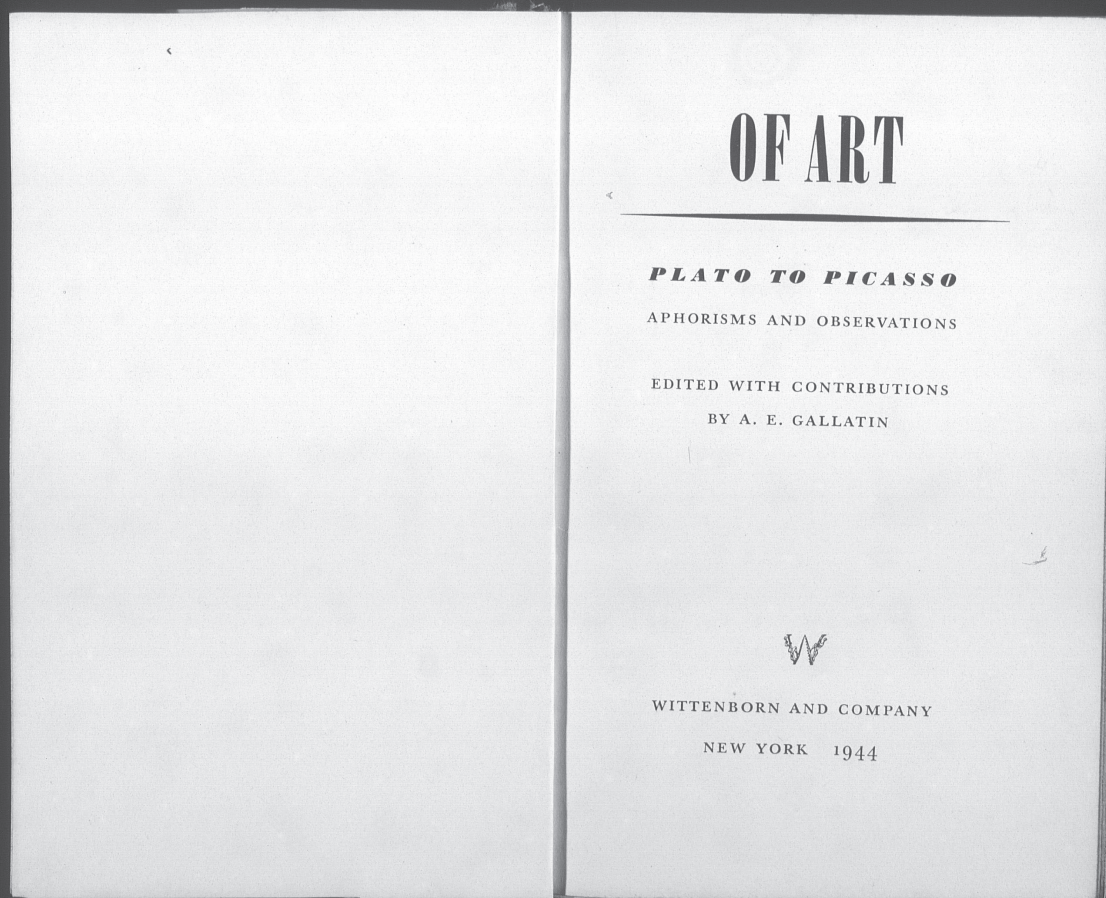 OF ART
PLATO TO PICASSO
APHORISMS AND OBSERVATIONS
EDITED WITH CONTRIBUTIONS
BY A. E. GALLATIN
W
WITTENBORN AND COMPANY
NEW YORK 1944